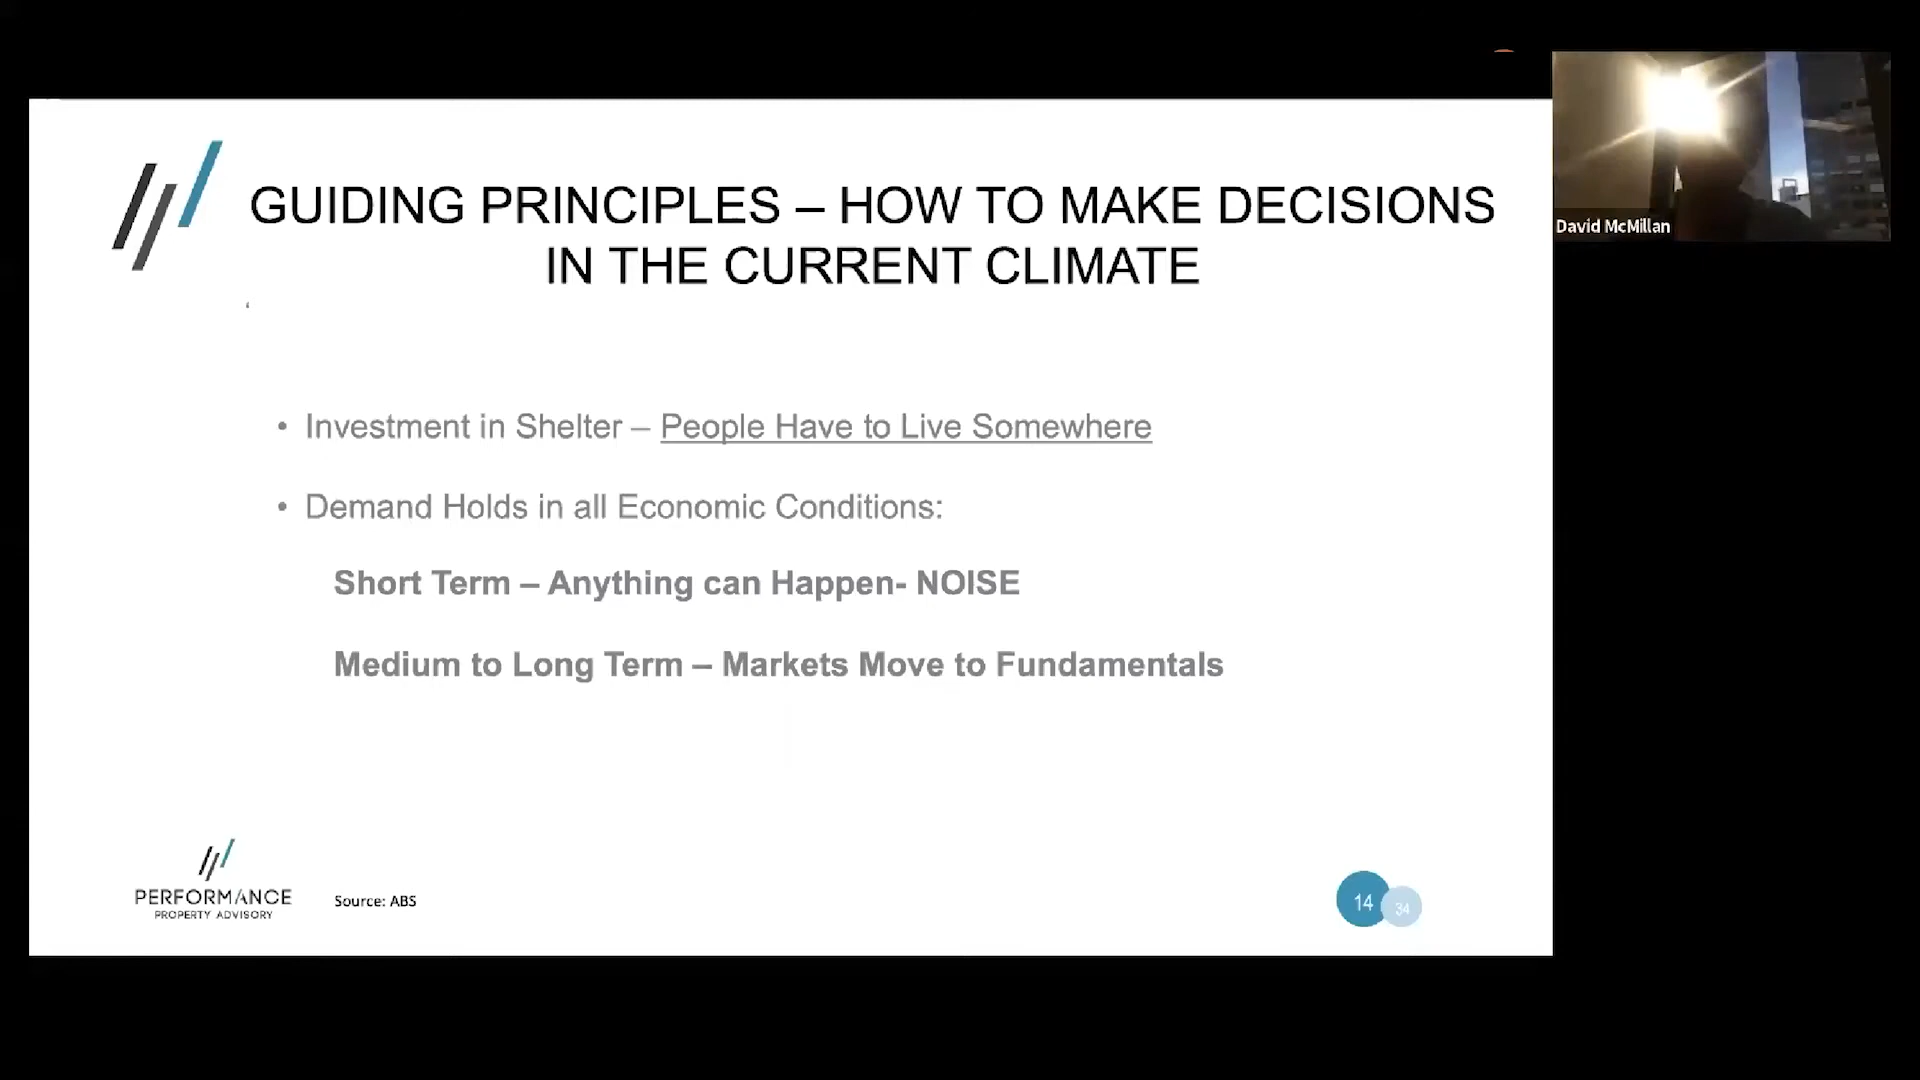 GUIDING PRINCIPLES – HOW TO MAKE DECISIONS
IN THE CURRENT CLIMATE
David McMillan
• Investment in Shelter – People Have to Live Somewhere
• Demand Holds in all Economic Conditions:
Short Term – Anything can Happen- NOISE
Medium to Long Term – Markets Move to Fundamentals
PERFORMANCE
PROPERTY ADVISORY
Source: ABS
14
34